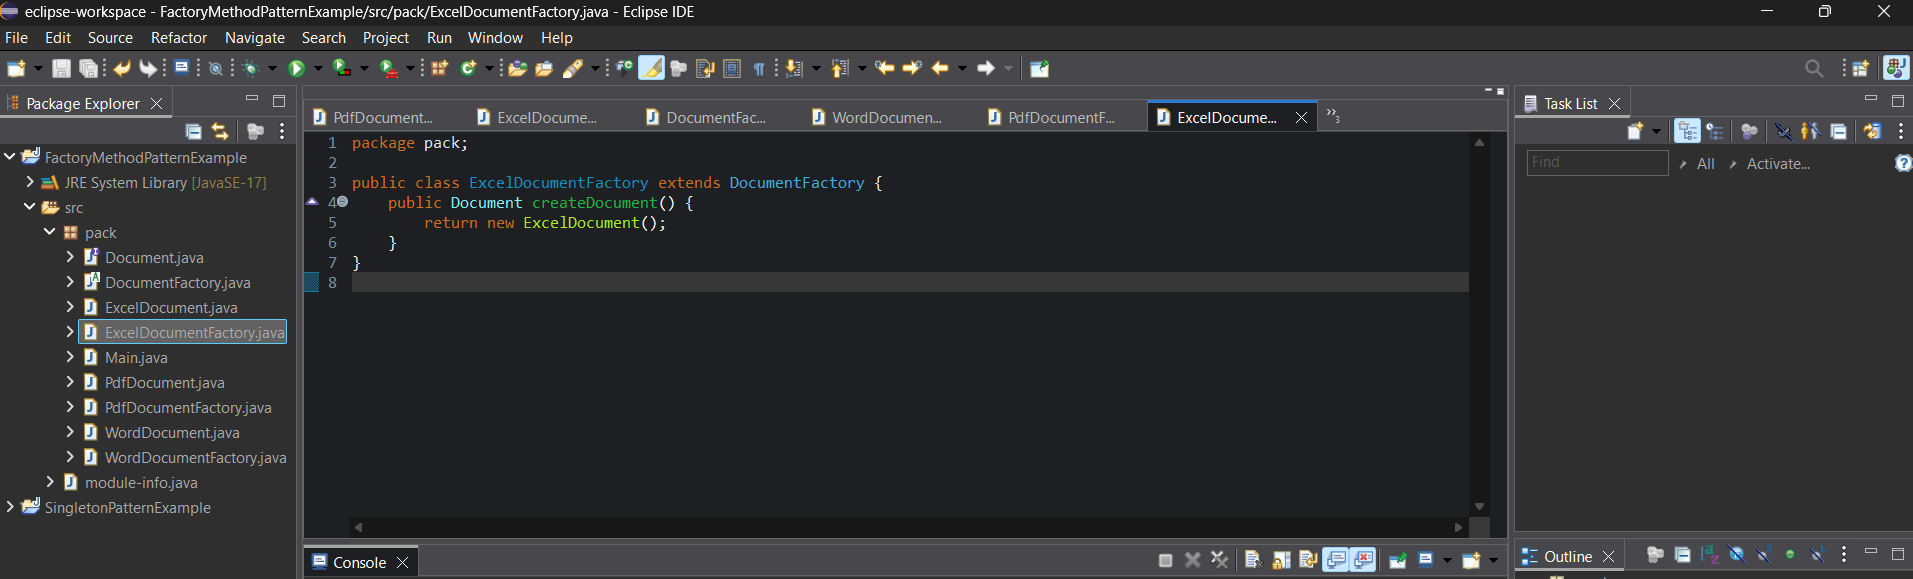 eclipse-workspace - FactoryMethodPatternExample/src/pack/ExcelDocumentFactory.java - Eclipse IDE
File Edit Source Refactor Navigate Search Project Run Window Help
Package Explorer
FactoryMethodPatternExample
JRE System Library [JavaSE-17]
src
pack
Document.java
DocumentFactory.java
ExcelDocument.java
ExcelDocumentFactory.java
Main.java
PdfDocument.java
PdfDocumentFactory.java
WordDocument.java
WordDocumentFactory.java
module-info.java
SingletonPatternExample
PdfDocument... ExcelDocume... DocumentFac... WordDocumen... PdfDocumentF... ExcelDocume... »3
1 package pack;
2
3 public class ExcelDocumentFactory extends DocumentFactory {
4 public Document createDocument() {
5 return new ExcelDocument();
6 }
7 }
8
Console
Task List
Find All Activate...
Outline